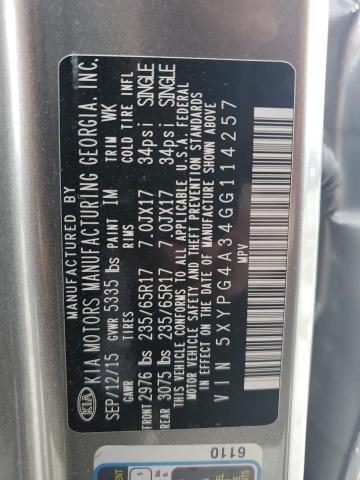 MANUFACTURED BY
KIA KIA MOTORS MANUFACTURING GEORGIA. INC.
SEP/12/15 GVWR 5335 lbs PAINT IM TRIM WK
GAWR TIRES RIMS COLD TIRE INFL
FRONT 2976 lbs 235/65R17 7.0JX17 34psi SINGLE
REAR 3075 lbs 235/65R17 7.0JX17 34psi SINGLE
THIS VEHICLE CONFORMS TO ALL APPLICABLE U.S.A. FEDERAL
MOTOR VEHICLE SAFETY AND THEFT PREVENTION STANDARDS
IN EFFECT ON THE DATE OF MANUFACTURE SHOWN ABOVE
VIN 5XYPG4A34GG114257
MPV
6110